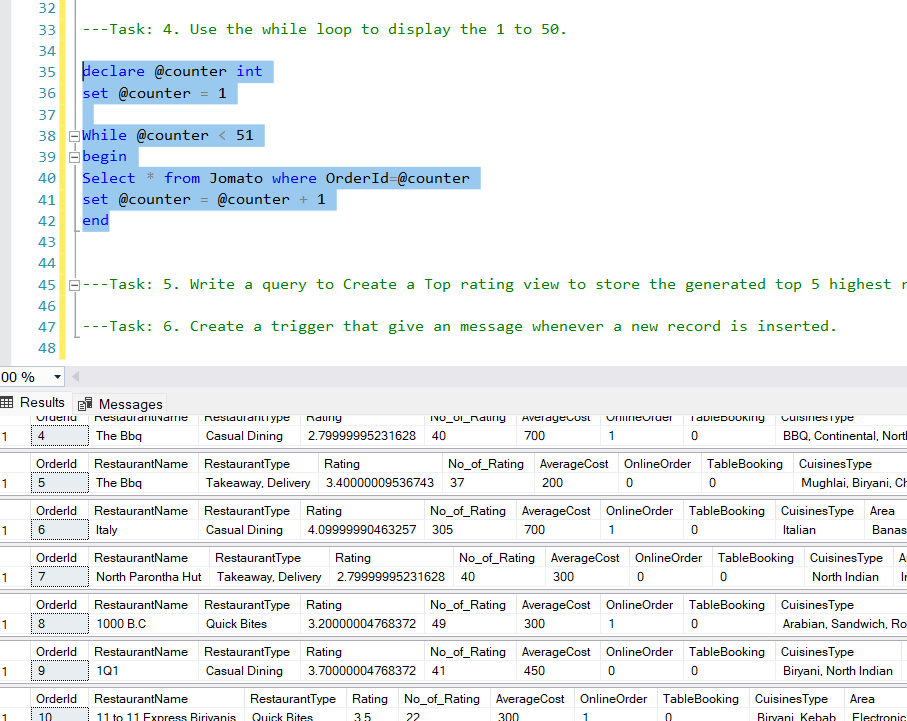 32
33 ---Task: 4. Use the while loop to display the 1 to 50.
34
35 declare @counter int
36 set @counter = 1
37
38 While @counter < 51
39 begin
40 Select * from Jomato where OrderId=@counter
41 set @counter = @counter + 1
42 end
43
44
45 ---Task: 5. Write a query to Create a Top rating view to store the generated top 5 highest
46
47 ---Task: 6. Create a trigger that give an message whenever a new record is inserted.
48
00 %
Results Messages
OrderId RestaurantName RestaurantType Rating No_of_Rating AverageCost OnlineOrder TableBooking CuisinesType
1 4 The Bbq Casual Dining 2.79999995231628 40 700 1 0 BBQ, Continental,
OrderId RestaurantName RestaurantType Rating No_of_Rating AverageCost OnlineOrder TableBooking CuisinesType
1 5 The Bbq Takeaway, Delivery 3.40000009536743 37 200 0 0 Mughlai, Biryani,
OrderId RestaurantName RestaurantType Rating No_of_Rating AverageCost OnlineOrder TableBooking CuisinesType Area
1 6 Italy Casual Dining 4.09999990463257 305 700 1 0 Italian Banas
OrderId RestaurantName RestaurantType Rating No_of_Rating AverageCost OnlineOrder TableBooking CuisinesType
1 7 North Parontha Hut Takeaway, Delivery 2.79999995231628 40 300 0 0 North Indian
OrderId RestaurantName RestaurantType Rating No_of_Rating AverageCost OnlineOrder TableBooking CuisinesType
1 8 1000 B.C Quick Bites 3.20000004768372 49 300 1 0 Arabian, Sandwich, Ro
OrderId RestaurantName RestaurantType Rating No_of_Rating AverageCost OnlineOrder TableBooking CuisinesType
1 9 1Q1 Casual Dining 3.70000004768372 41 450 0 0 Biryani, North Indian
OrderId RestaurantName RestaurantType Rating No_of_Rating AverageCost OnlineOrder TableBooking CuisinesType Area
1 10 11 to 11 Express Biriyanis Quick Bites 3.5 22 300 1 0 Biryani, Kebab Electronic